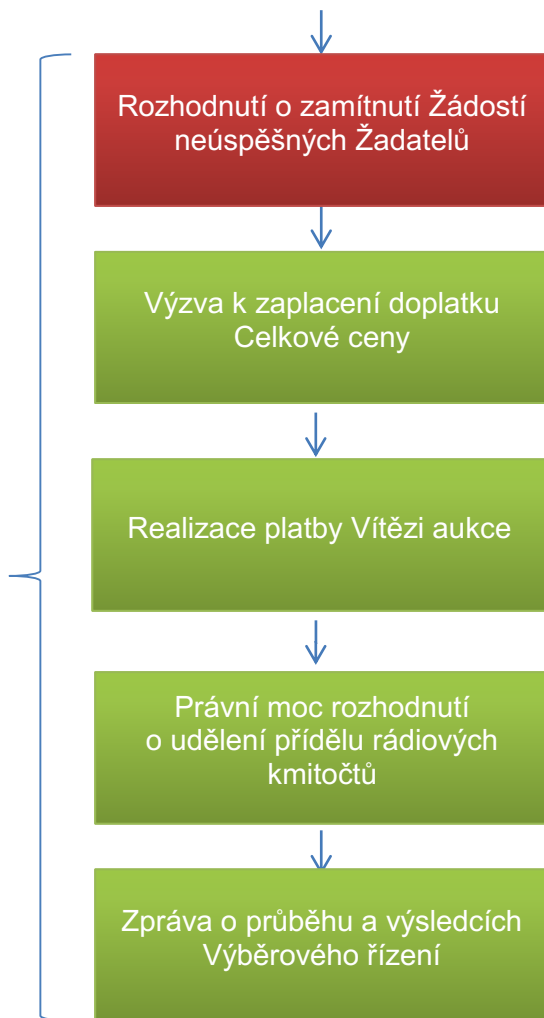 Rozhodnutí o zamítnutí Žádostí
neúspěšných Žadatelů
Výzva k zaplacení doplatku
Celkové ceny
Realizace platby Vítězi aukce
Právní moc rozhodnutí
o udělení přídělu rádiových
kmitočtů
Zpráva o průběhu a výsledcích
Výběrového řízení